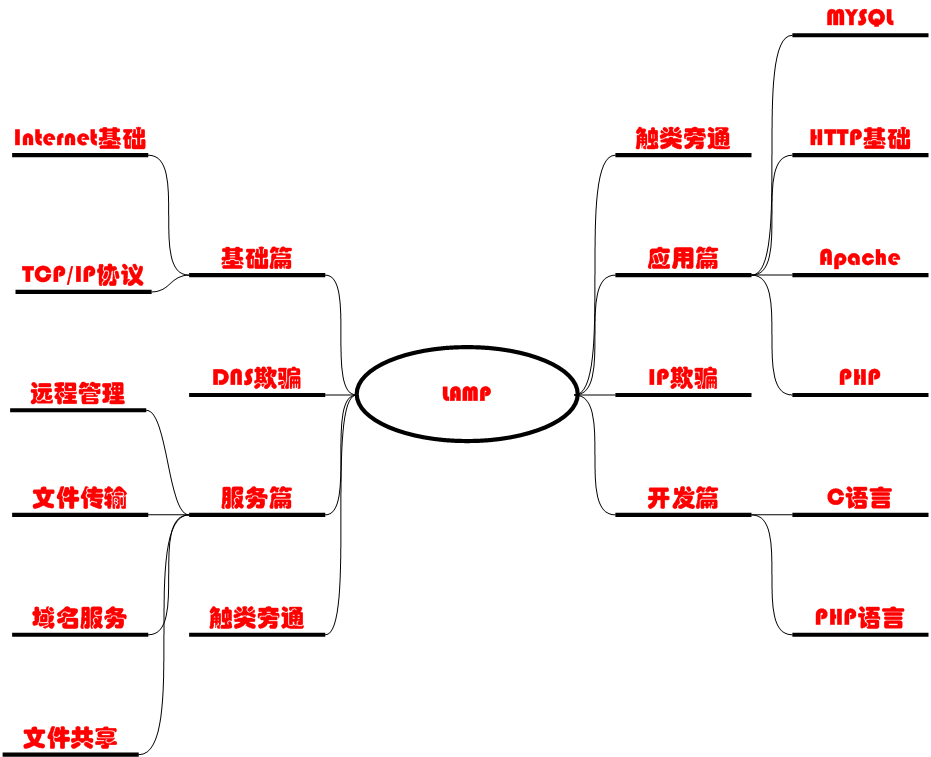 MYSQL
Internet基础
触类旁通
HTTP基础
基础篇
应用篇
Apache
TCP/IP协议
DNS欺骗
LAMP
IP欺骗
PHP
远程管理
文件传输
服务篇
开发篇
C语言
域名服务
触类旁通
PHP语言
文件共享